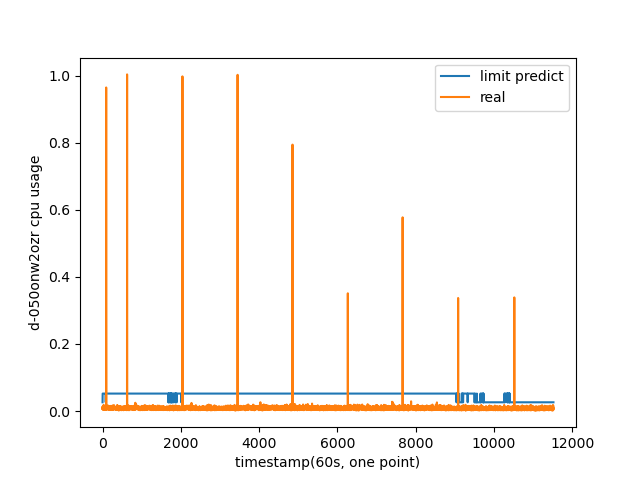 limit predict
real
1.0
0.8
0.6
0.4
0.2
0.0
d-050onw2ozr cpu usage
0 2000 4000 6000 8000 10000 12000
timestamp(60s, one point)